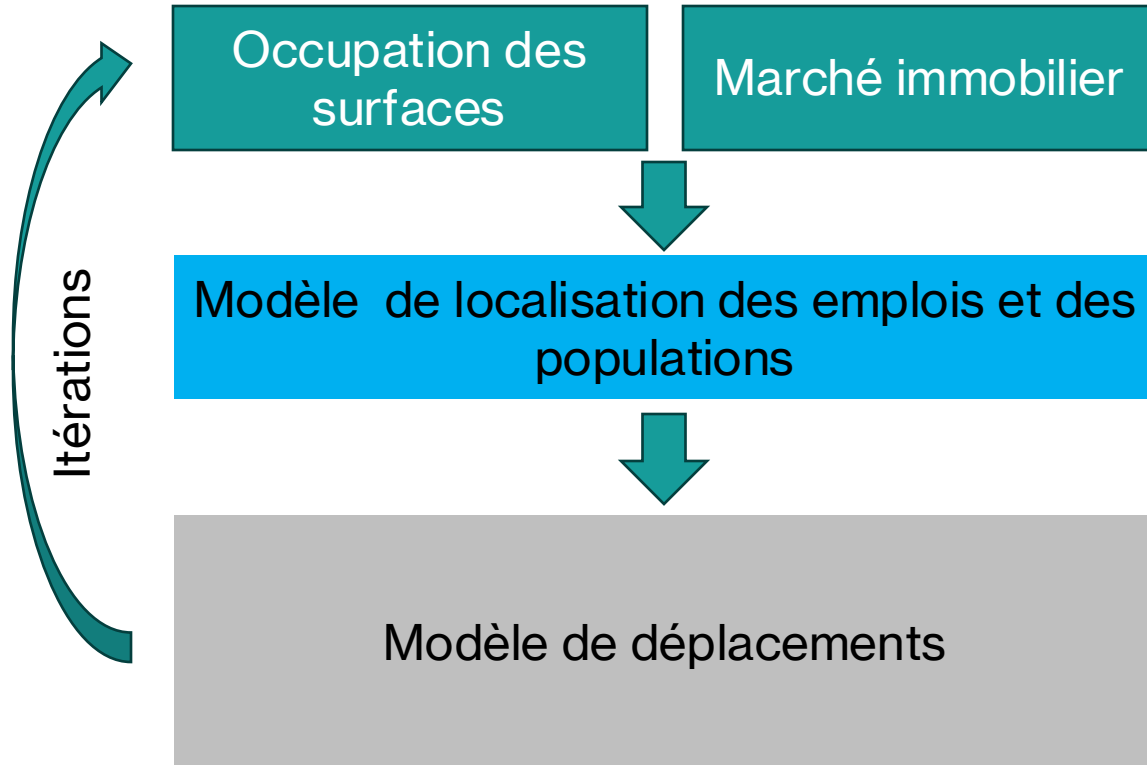 Occupation des
surfaces
Marché immobilier
Modèle  de localisation des emplois et des
populations
Itérations
Modèle de déplacements